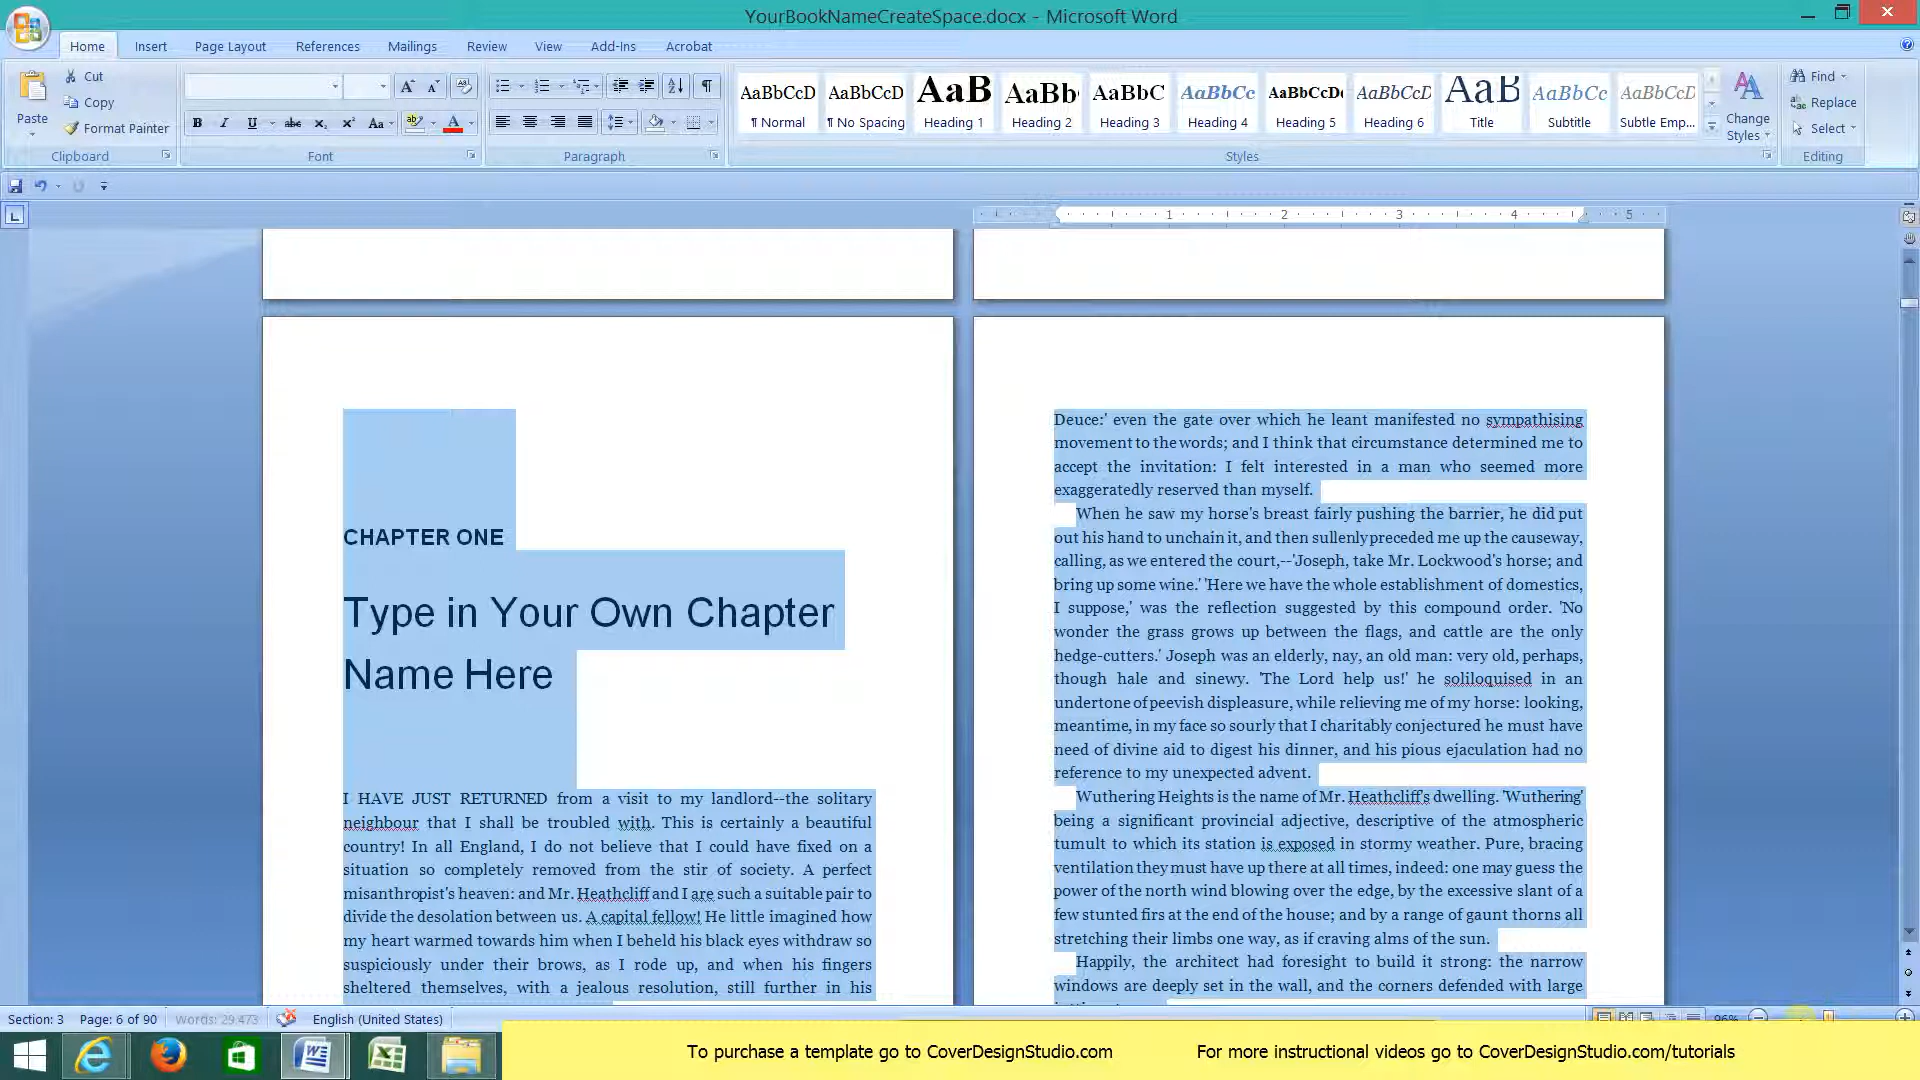 YourBookNameCreateSpace.docx - Microsoft Word
Home Insert Page Layout References Mailings Review View Add-Ins Acrobat
Paste
Cut
Copy
Format Painter
Clipboard
Font
Paragraph
AaBbCcD AaBbCcD AaB AaBb( AaBbC AaBbCc AaBbCcD( AaBbCcD AaB AaBbCc AaBbCcD
¶ Normal ¶ No Spacing Heading 1 Heading 2 Heading 3 Heading 4 Heading 5 Heading 6 Title Subtitle Subtle Emp...
Change
Styles
Styles
Find
Replace
Select
Editing
1 2 3 4 5
CHAPTER ONE
Type in Your Own Chapter
Name Here
I HAVE JUST RETURNED from a visit to my landlord--the solitary
neighbour that I shall be troubled with. This is certainly a beautiful
country! In all England, I do not believe that I could have fixed on a
situation so completely removed from the stir of society. A perfect
misanthropist's heaven: and Mr. Heathcliff and I are such a suitable pair to
divide the desolation between us. A capital fellow! He little imagined how
my heart warmed towards him when I beheld his black eyes withdraw so
suspiciously under their brows, as I rode up, and when his fingers
sheltered themselves, with a jealous resolution, still further in his
Deuce:' even the gate over which he leant manifested no sympathising
movement to the words; and I think that circumstance determined me to
accept the invitation: I felt interested in a man who seemed more
exaggeratedly reserved than myself.
When he saw my horse's breast fairly pushing the barrier, he did put
out his hand to unchain it, and then sullenly preceded me up the causeway,
calling, as we entered the court,--'Joseph, take Mr. Lockwood's horse; and
bring up some wine.' 'Here we have the whole establishment of domestics,
I suppose,' was the reflection suggested by this compound order. 'No
wonder the grass grows up between the flags, and cattle are the only
hedge-cutters.' Joseph was an elderly, nay, an old man: very old, perhaps,
though hale and sinewy. 'The Lord help us!' he soliloquised in an
undertone of peevish displeasure, while relieving me of my horse: looking,
meantime, in my face so sourly that I charitably conjectured he must have
need of divine aid to digest his dinner, and his pious ejaculation had no
reference to my unexpected advent.
Wuthering Heights is the name of Mr. Heathcliff's dwelling. 'Wuthering'
being a significant provincial adjective, descriptive of the atmospheric
tumult to which its station is exposed in stormy weather. Pure, bracing
ventilation they must have up there at all times, indeed: one may guess the
power of the north wind blowing over the edge, by the excessive slant of a
few stunted firs at the end of the house; and by a range of gaunt thorns all
stretching their limbs one way, as if craving alms of the sun.
Happily, the architect had foresight to build it strong: the narrow
windows are deeply set in the wall, and the corners defended with large
Section: 3 Page: 6 of 90 Words: 29,473 English (United States) 96%
To purchase a template go to CoverDesignStudio.com For more instructional videos go to CoverDesignStudio.com/tutorials